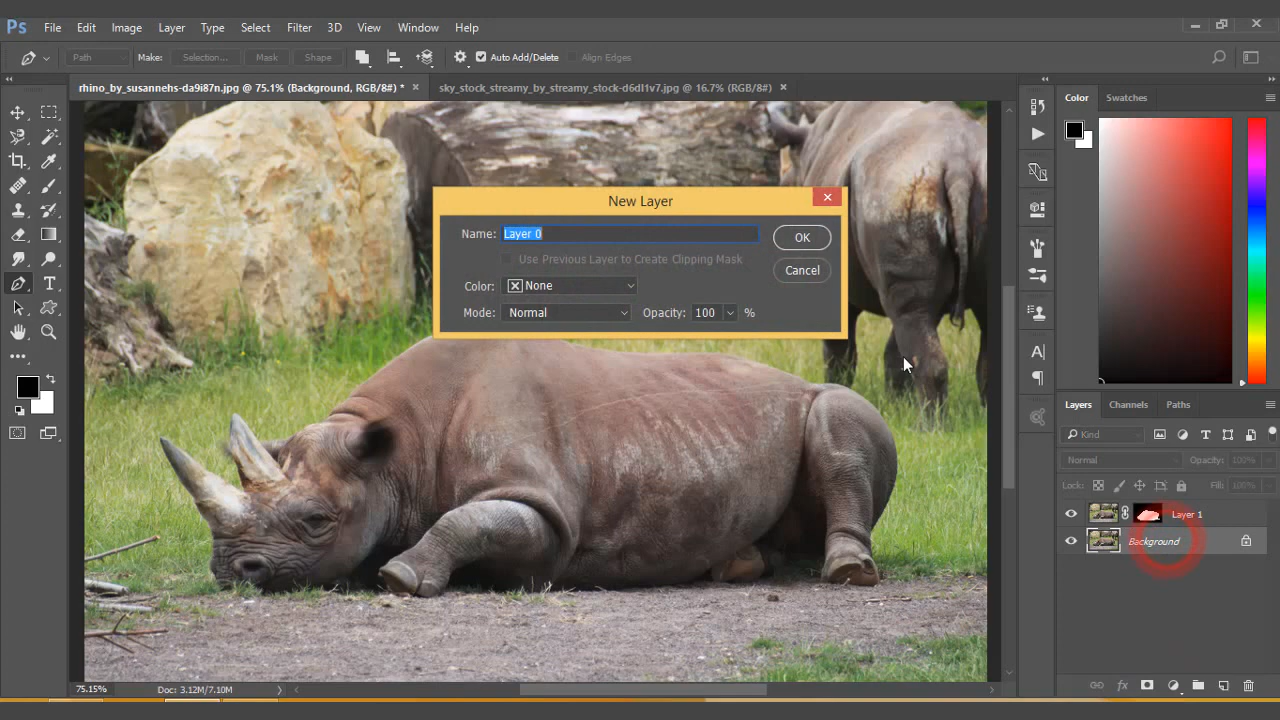 Ps File Edit Image Layer Type Select Filter 3D View Window Help
Path Make: Selection... Mask Shape Auto Add/Delete Align Edges
rhino_by_susannehs-da9i87n.jpg @ 75.1% (Background, RGB/8#) * sky_stock_streamy_by_streamy_stock-d6dl1v7.jpg @ 16.7% (RGB/8#)
Color Swatches
New Layer
Name: Layer 0 OK
Use Previous Layer to Create Clipping Mask
Cancel
Color: None
Mode: Normal Opacity: 100 %
Layers Channels Paths
Kind
Normal Opacity: 100%
Lock: Fill: 100%
Layer 1
Background
75.15% Doc: 3.12M/7.10M